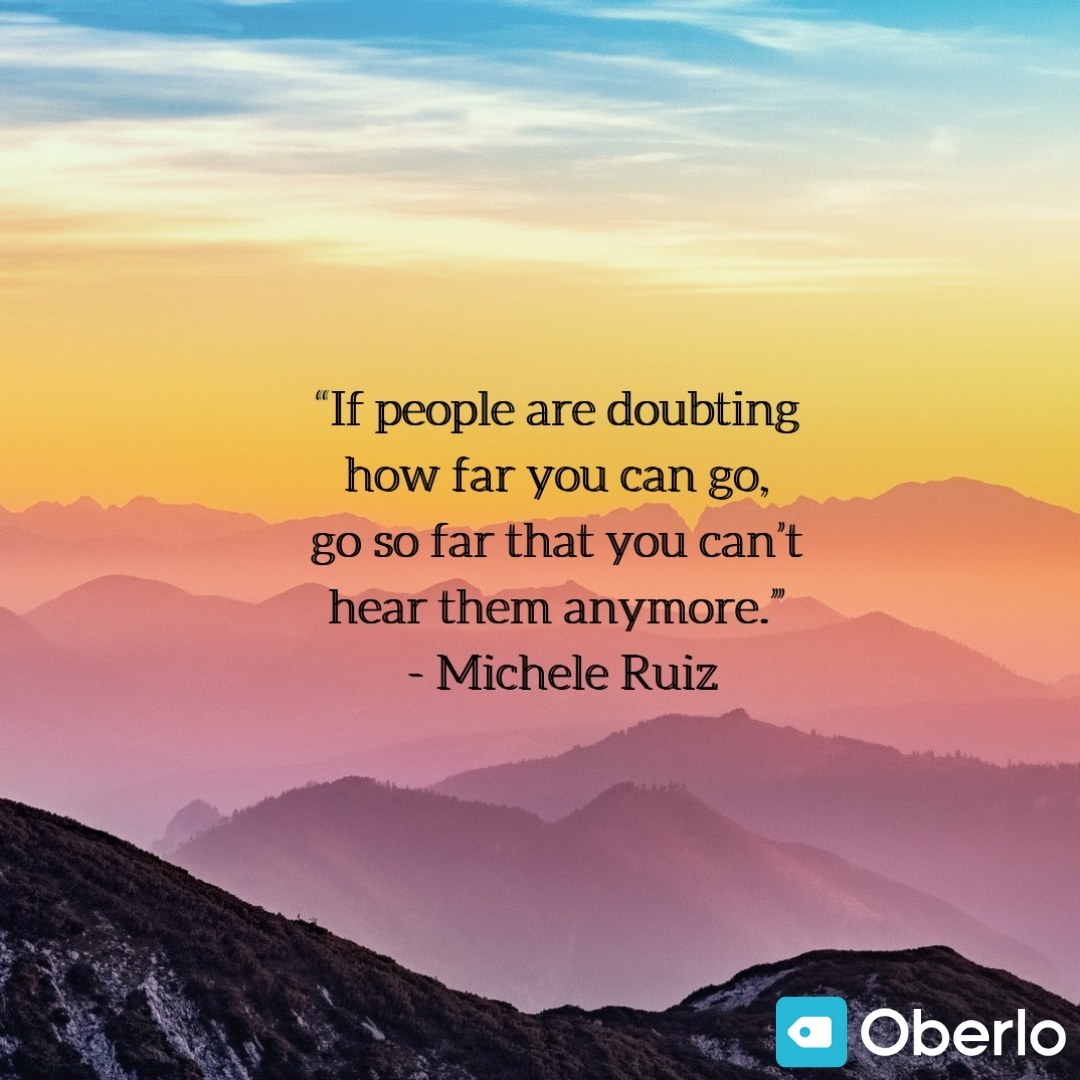 ““If people are doubting
how far you can go,
go so far that you can”t
hear them anymore.””
- Michele Ruiz
Oberlo